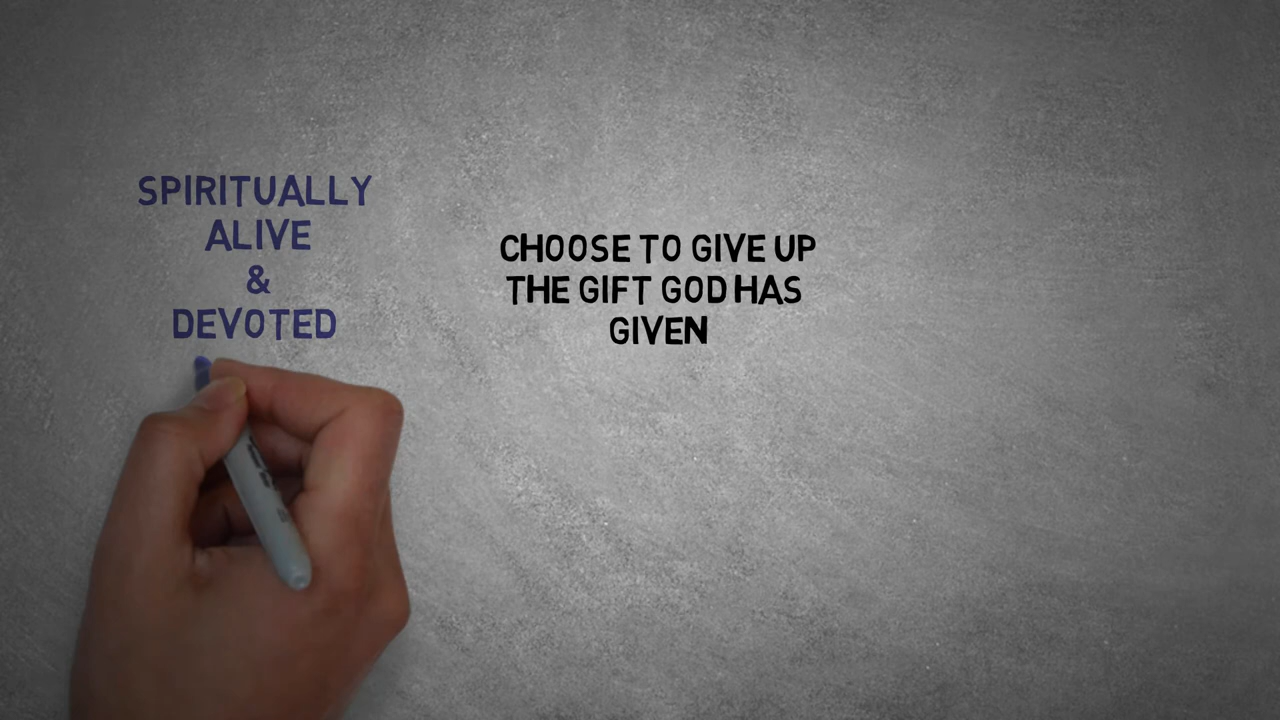 SPIRITUALLY
ALIVE
&
DEVOTED
CHOOSE TO GIVE UP
THE GIFT GOD HAS
GIVEN